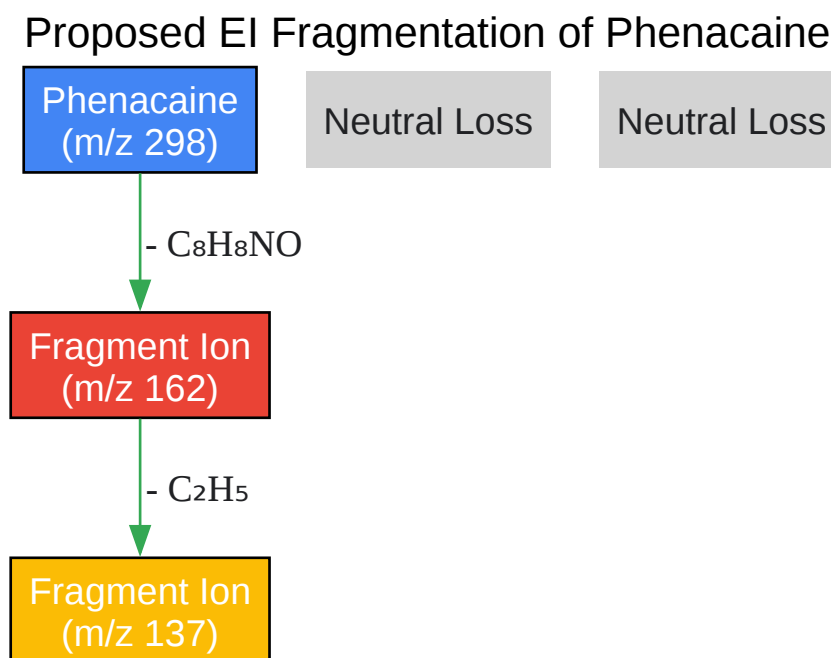 Proposed EI Fragmentation of Phenacaine
Phenacaine
(m/z 298)
Neutral Loss
Neutral Loss
- C₈H₈NO
Fragment Ion
(m/z 162)
- C₂H₅
Fragment Ion
(m/z 137)